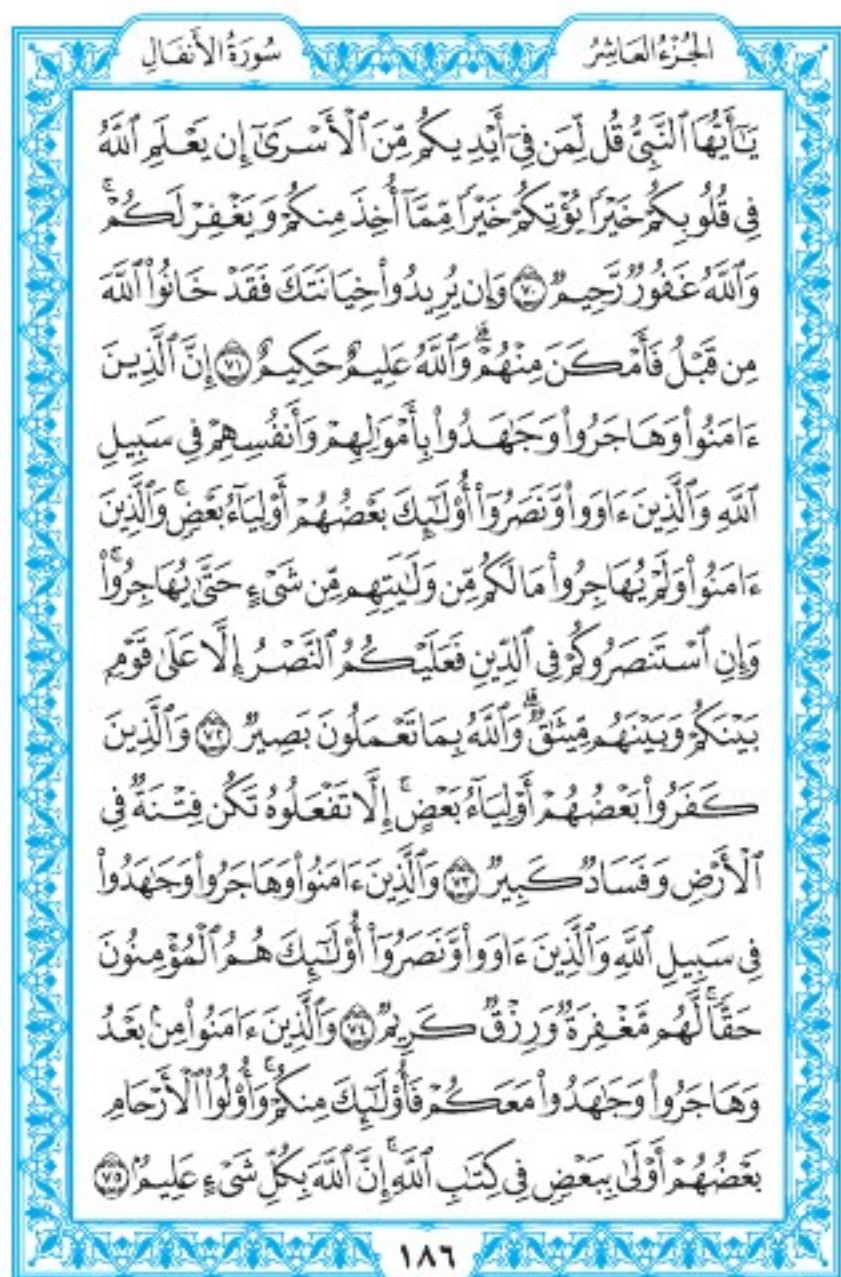 الجُزْءُ العَاشِرُ
سُورَةُ الأَنفَالِ
يَـٰٓأَيُّهَا ٱلنَّبِىُّ قُل لِّمَن فِىٓ أَيْدِيكُم مِّنَ ٱلْأَسْرَىٰٓ إِن يَعْلَمِ ٱللَّهُ
فِى قُلُوبِكُمْ خَيْرًا يُؤْتِكُمْ خَيْرًا مِّمَّآ أُخِذَ مِنكُمْ وَيَغْفِرْ لَكُمْ ۚ
وَٱللَّهُ غَفُورٌ رَّحِيمٌ ۝٧٠ وَإِن يُرِيدُوا۟ خِيَانَتَكَ فَقَدْ خَانُوا۟ ٱللَّهَ
مِن قَبْلُ فَأَمْكَنَ مِنْهُمْ ۗ وَٱللَّهُ عَلِيمٌ حَكِيمٌ ۝٧١ إِنَّ ٱلَّذِينَ
ءَامَنُوا۟ وَهَاجَرُوا۟ وَجَـٰهَدُوا۟ بِأَمْوَٰلِهِمْ وَأَنفُسِهِمْ فِى سَبِيلِ
ٱللَّهِ وَٱلَّذِينَ ءَاوَوا۟ وَّنَصَرُوٓا۟ أُو۟لَـٰٓئِكَ بَعْضُهُمْ أَوْلِيَآءُ بَعْضٍ ۚ وَٱلَّذِينَ
ءَامَنُوا۟ وَلَمْ يُهَاجِرُوا۟ مَا لَكُم مِّن وَلَـٰيَتِهِم مِّن شَىْءٍ حَتَّىٰ يُهَاجِرُوا۟ ۚ
وَإِنِ ٱسْتَنصَرُوكُمْ فِى ٱلدِّينِ فَعَلَيْكُمُ ٱلنَّصْرُ إِلَّا عَلَىٰ قَوْمٍۭ
بَيْنَكُمْ وَبَيْنَهُم مِّيثَـٰقٌ ۗ وَٱللَّهُ بِمَا تَعْمَلُونَ بَصِيرٌ ۝٧٢ وَٱلَّذِينَ
كَفَرُوا۟ بَعْضُهُمْ أَوْلِيَآءُ بَعْضٍ ۚ إِلَّا تَفْعَلُوهُ تَكُن فِتْنَةٌ فِى
ٱلْأَرْضِ وَفَسَادٌ كَبِيرٌ ۝٧٣ وَٱلَّذِينَ ءَامَنُوا۟ وَهَاجَرُوا۟ وَجَـٰهَدُوا۟
فِى سَبِيلِ ٱللَّهِ وَٱلَّذِينَ ءَاوَوا۟ وَّنَصَرُوٓا۟ أُو۟لَـٰٓئِكَ هُمُ ٱلْمُؤْمِنُونَ
حَقًّا ۚ لَّهُم مَّغْفِرَةٌ وَرِزْقٌ كَرِيمٌ ۝٧٤ وَٱلَّذِينَ ءَامَنُوا۟ مِنۢ بَعْدُ
وَهَاجَرُوا۟ وَجَـٰهَدُوا۟ مَعَكُمْ فَأُو۟لَـٰٓئِكَ مِنكُمْ ۚ وَأُو۟لُوا۟ ٱلْأَرْحَامِ
بَعْضُهُمْ أَوْلَىٰ بِبَعْضٍ فِى كِتَـٰبِ ٱللَّهِ ۗ إِنَّ ٱللَّهَ بِكُلِّ شَىْءٍ عَلِيمٌۢ ۝٧٥
١٨٦